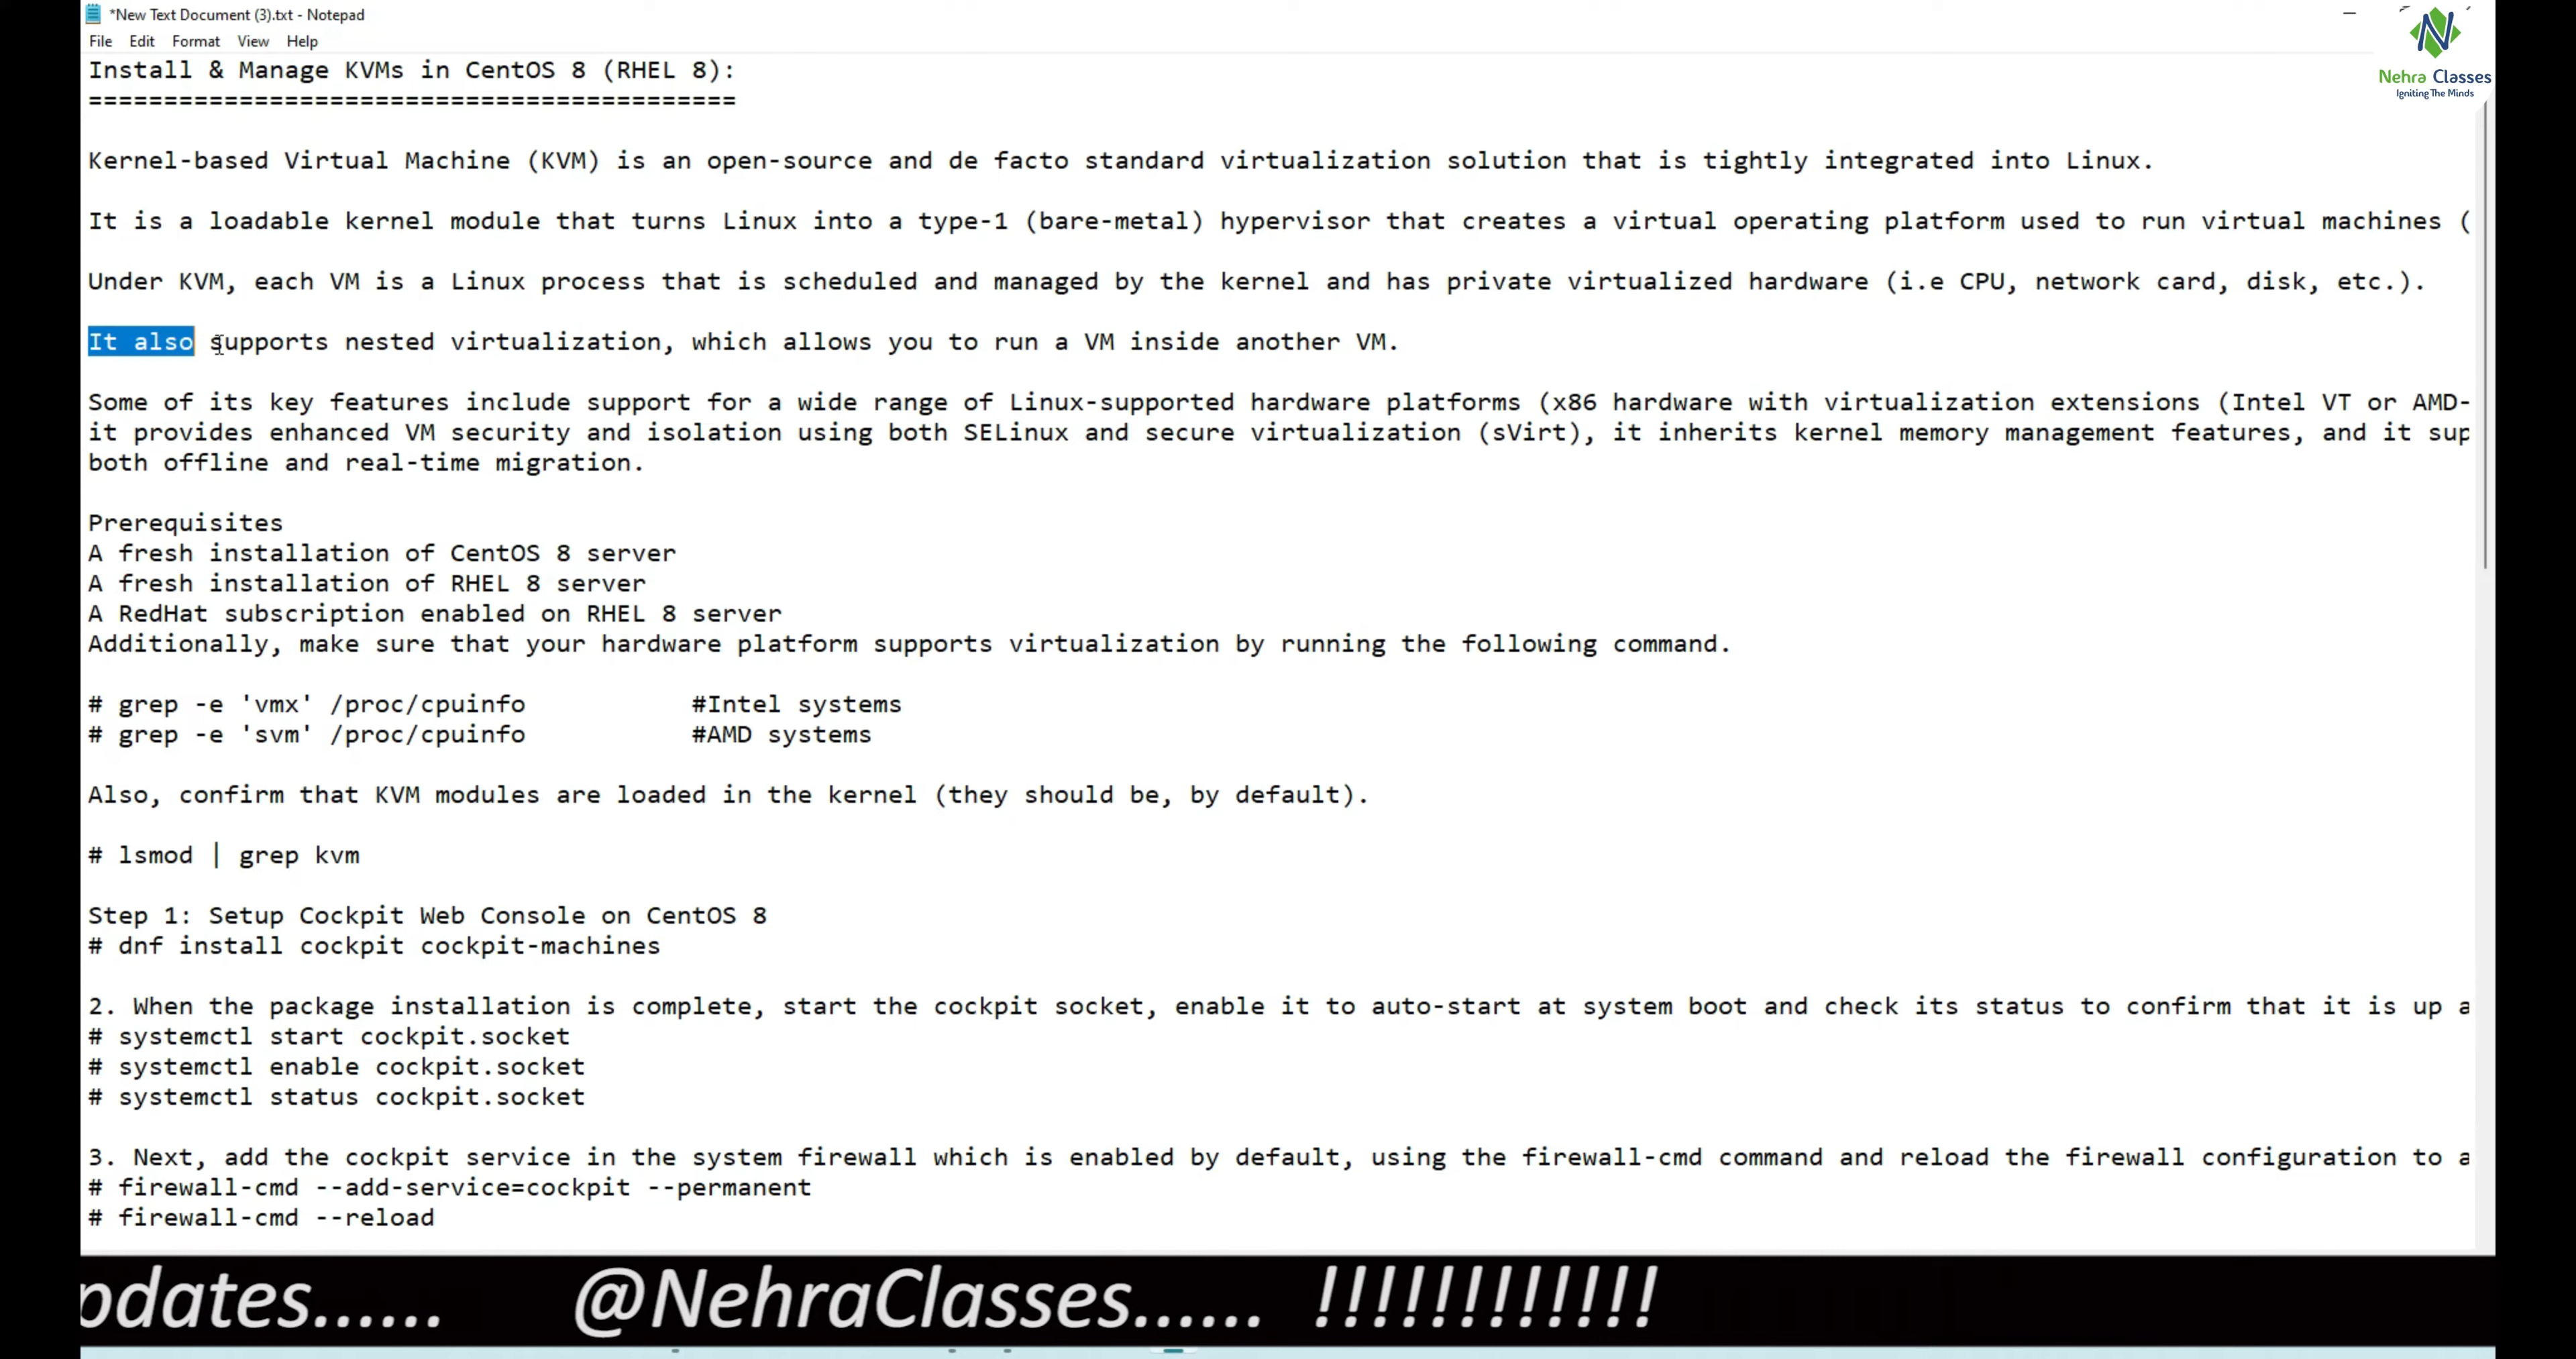 *New Text Document (3).txt - Notepad
File Edit Format View Help
Nehra Classes
Igniting The Minds
Install & Manage KVMs in CentOS 8 (RHEL 8):
===========================================
Kernel-based Virtual Machine (KVM) is an open-source and de facto standard virtualization solution that is tightly integrated into Linux.
It is a loadable kernel module that turns Linux into a type-1 (bare-metal) hypervisor that creates a virtual operating platform used to run virtual machines (
Under KVM, each VM is a Linux process that is scheduled and managed by the kernel and has private virtualized hardware (i.e CPU, network card, disk, etc.).
It also supports nested virtualization, which allows you to run a VM inside another VM.
Some of its key features include support for a wide range of Linux-supported hardware platforms (x86 hardware with virtualization extensions (Intel VT or AMD-
it provides enhanced VM security and isolation using both SELinux and secure virtualization (sVirt), it inherits kernel memory management features, and it sup
both offline and real-time migration.
Prerequisites
A fresh installation of CentOS 8 server
A fresh installation of RHEL 8 server
A RedHat subscription enabled on RHEL 8 server
Additionally, make sure that your hardware platform supports virtualization by running the following command.
# grep -e 'vmx' /proc/cpuinfo #Intel systems
# grep -e 'svm' /proc/cpuinfo #AMD systems
Also, confirm that KVM modules are loaded in the kernel (they should be, by default).
# lsmod | grep kvm
Step 1: Setup Cockpit Web Console on CentOS 8
# dnf install cockpit cockpit-machines
2. When the package installation is complete, start the cockpit socket, enable it to auto-start at system boot and check its status to confirm that it is up a
# systemctl start cockpit.socket
# systemctl enable cockpit.socket
# systemctl status cockpit.socket
3. Next, add the cockpit service in the system firewall which is enabled by default, using the firewall-cmd command and reload the firewall configuration to a
# firewall-cmd --add-service=cockpit --permanent
# firewall-cmd --reload
pdates...... @NehraClasses...... !!!!!!!!!!!!